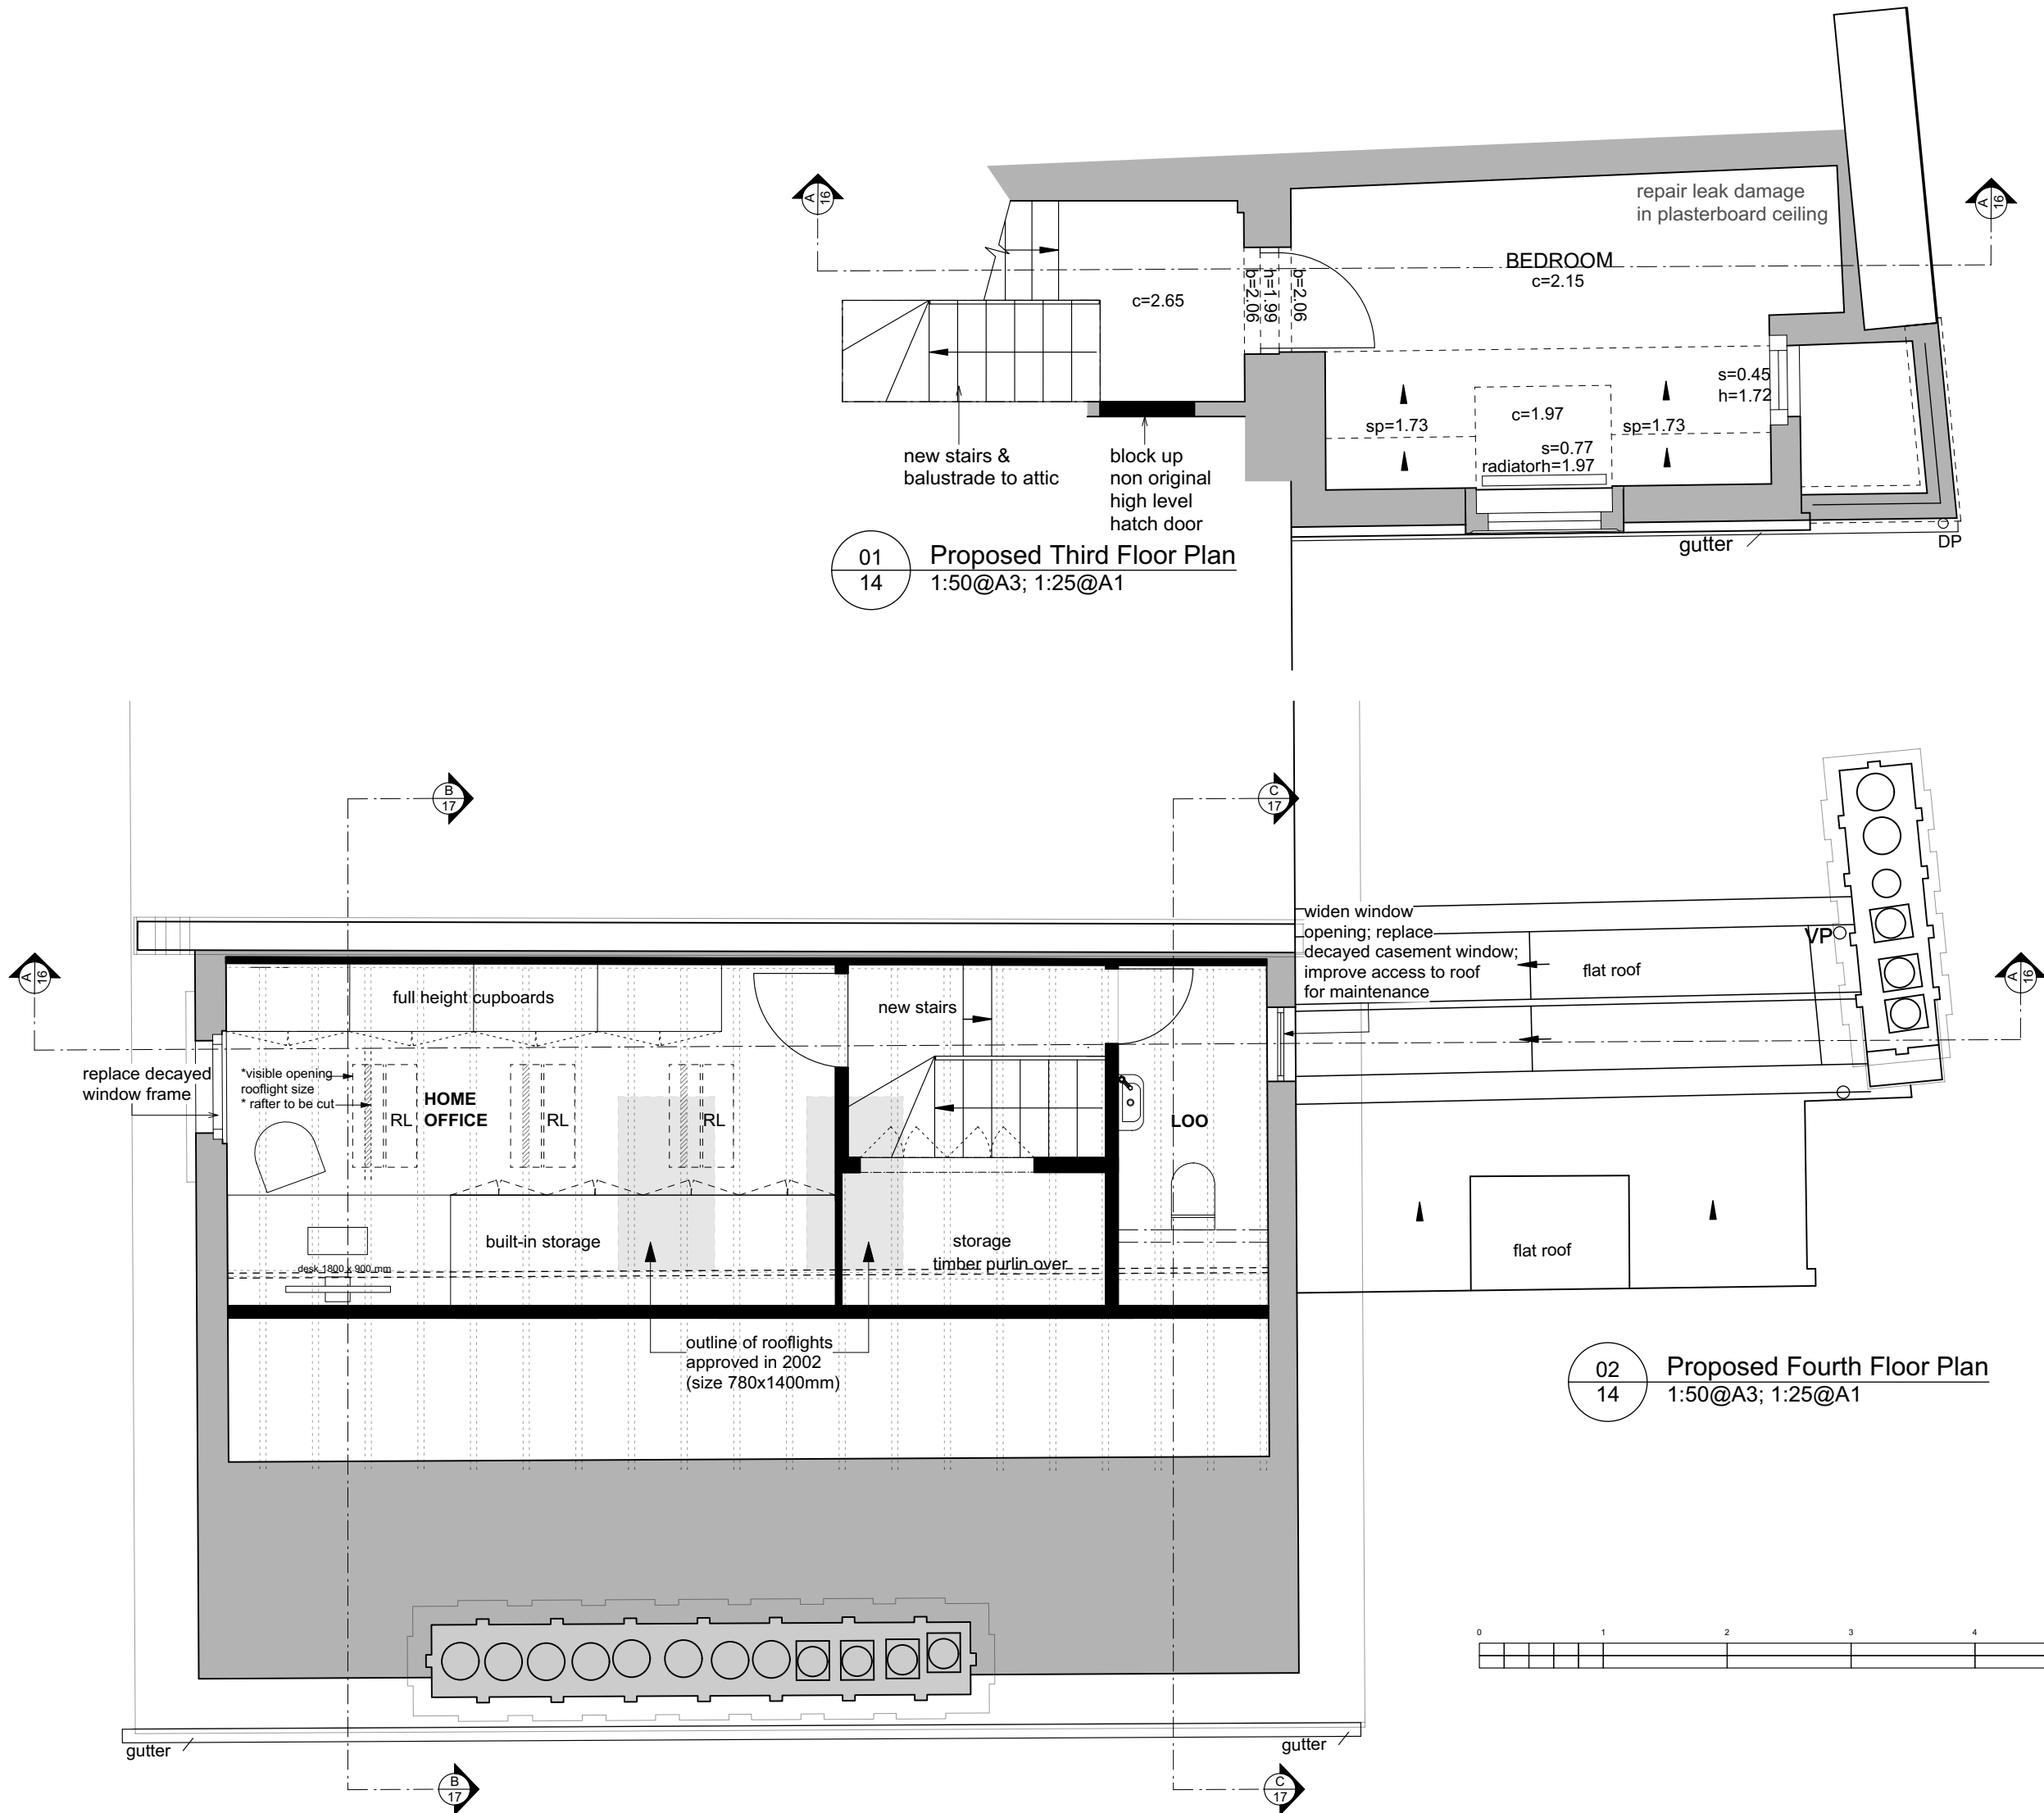 A
16
A
16
repair leak damage
in plasterboard ceiling
BEDROOM
c=2.15
c=2.65
b=2.06
h=1.99
b=2.06
s=0.45
h=1.72
c=1.97
sp=1.73
sp=1.73
s=0.77
radiatorh=1.97
new stairs &
balustrade to attic
block up
non original
high level
hatch door
gutter
DP
01
14
Proposed Third Floor Plan
1:50@A3; 1:25@A1
B
17
C
17
widen window
opening; replace
decayed casement window;
improve access to roof
for maintenance
VP
flat roof
A
16
A
16
full height cupboards
new stairs
replace decayed
window frame
*visible opening
rooflight size
* rafter to be cut
RL
HOME
OFFICE
RL
RL
LOO
built-in storage
storage
timber purlin over
desk 1800 x 900 mm
flat roof
outline of rooflights
approved in 2002
(size 780x1400mm)
02
14
Proposed Fourth Floor Plan
1:50@A3; 1:25@A1
0 1 2 3 4
gutter
gutter
B
17
C
17